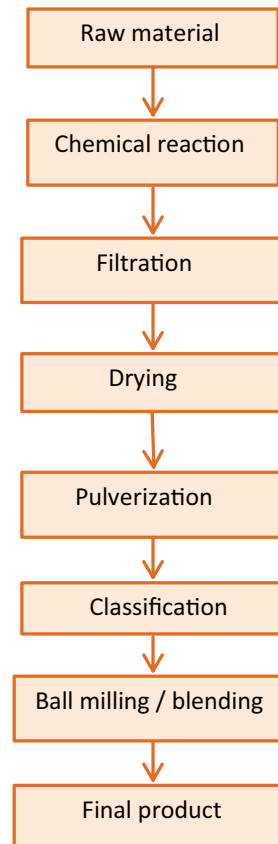 Raw material
Chemical reaction
Filtration
Drying
Pulverization
Classification
Ball milling / blending
Final product